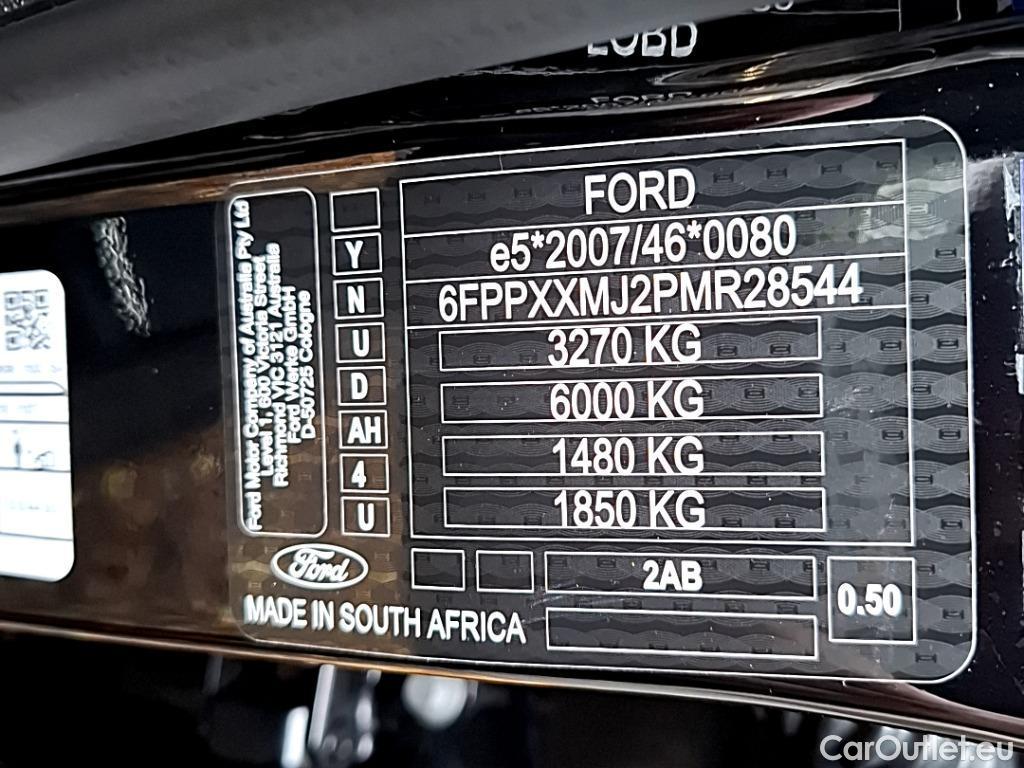 FORD
FORD
e5*2007/46*0080
6FPPXXMJ2PMR28544
3270 KG
6000 KG
1480 KG
1850 KG
Ford Motor Company of Australia Pty Ltd
Level 1 600 Victoria Street
Richmond VIC 3121 Australia
Ford Werke GmbH
D-50725 Cologne
Y
N
U
D
AH
4
U
Ford
2AB
0.50
MADE IN SOUTH AFRICA
CarOutlet.eu